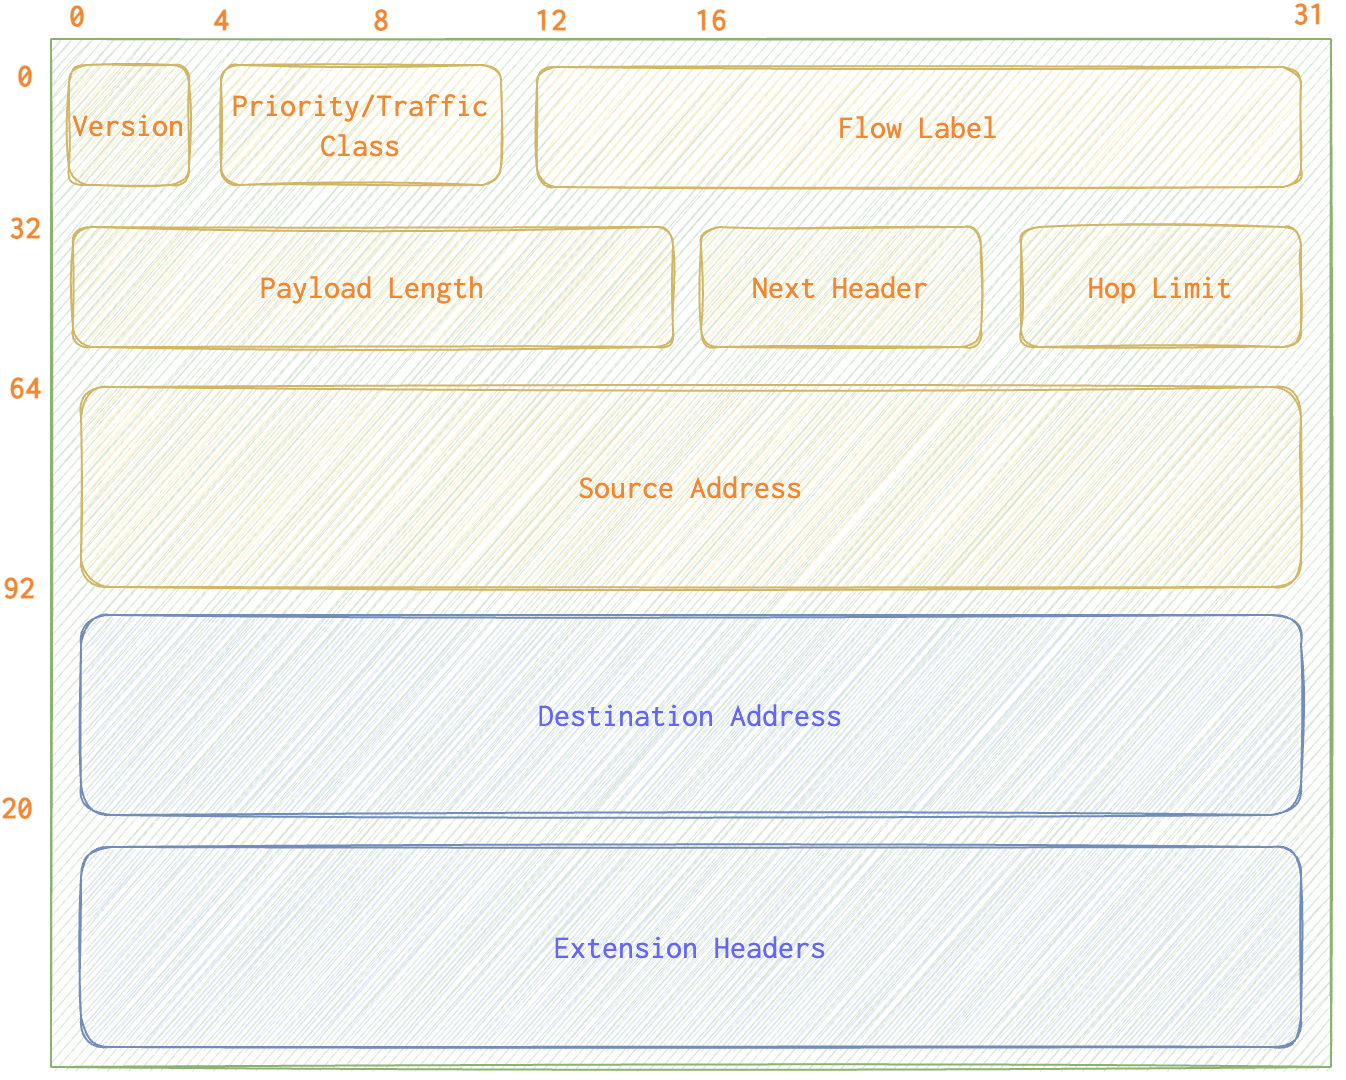 0 4 8 12 16 31
0
Version
Priority/Traffic
Class
Flow Label
32
Payload Length
Next Header
Hop Limit
64
Source Address
92
Destination Address
20
Extension Headers